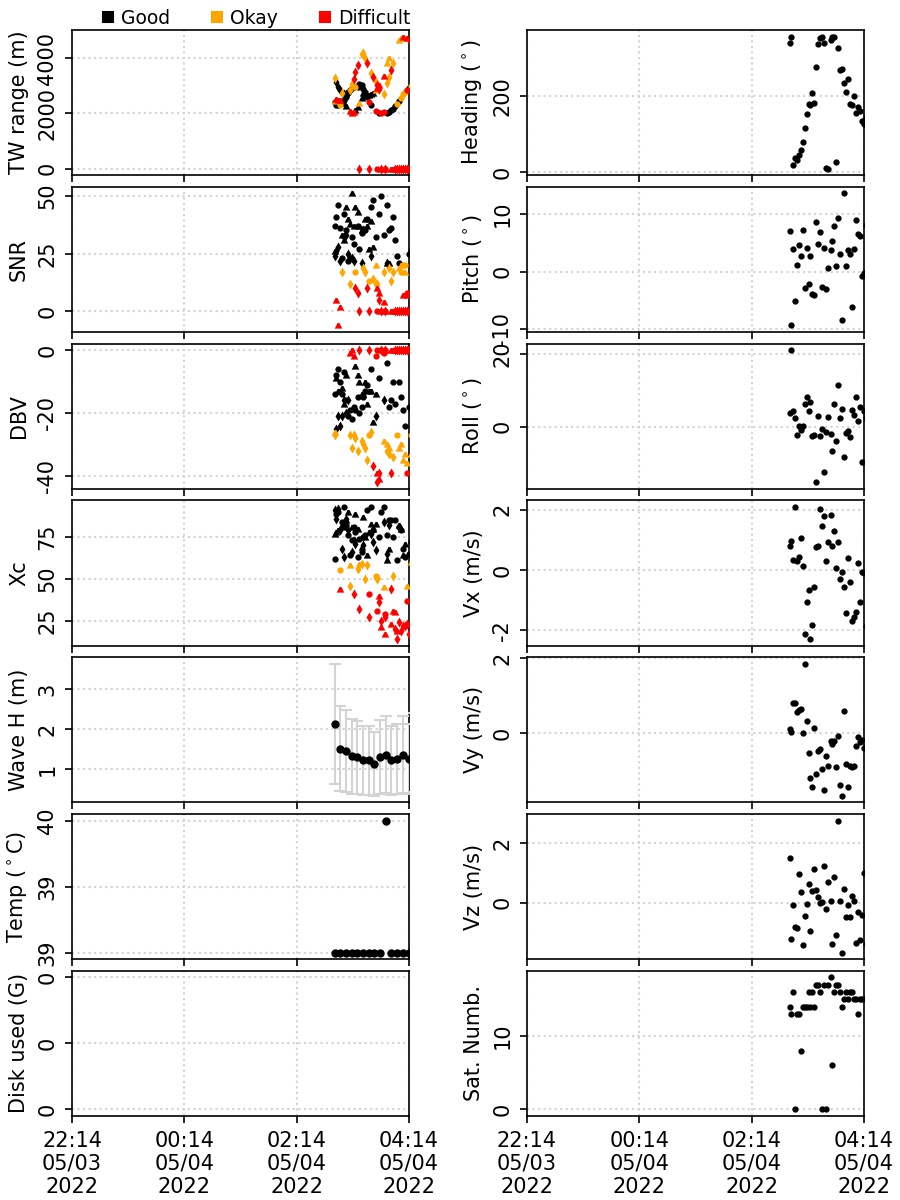 Good Okay Difficult
TW range (m)
4000
2000
0
Heading (°)
200
0
SNR
50
25
0
Pitch (°)
10
0
-10
DBV
0
-20
-40
Roll (°)
20
0
Xc
75
50
25
Vx (m/s)
2
0
-2
Wave H (m)
3
2
1
Vy (m/s)
2
0
Temp (°C)
40
39
39
Vz (m/s)
2
0
Disk used (G)
0
0
0
Sat. Numb.
10
0
22:14 00:14 02:14 04:14 22:14 00:14 02:14 04:14
05/03 05/04 05/04 05/04 05/03 05/04 05/04 05/04
2022 2022 2022 2022 2022 2022 2022 2022